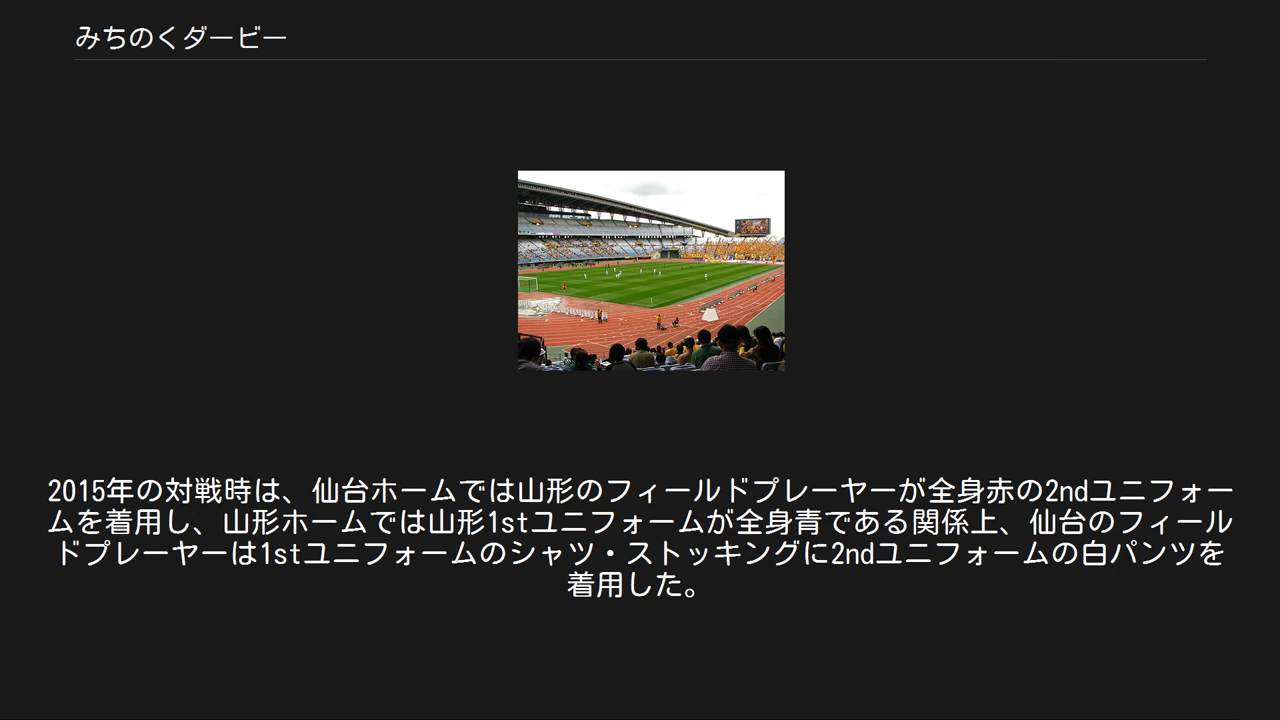 みちのくダービー
2015年の対戦時は、仙台ホームでは山形のフィールドプレーヤーが全身赤の2ndユニフォー
ムを着用し、山形ホームでは山形1stユニフォームが全身青である関係上、仙台のフィール
ドプレーヤーは1stユニフォームのシャツ・ストッキングに2ndユニフォームの白パンツを
着用した。